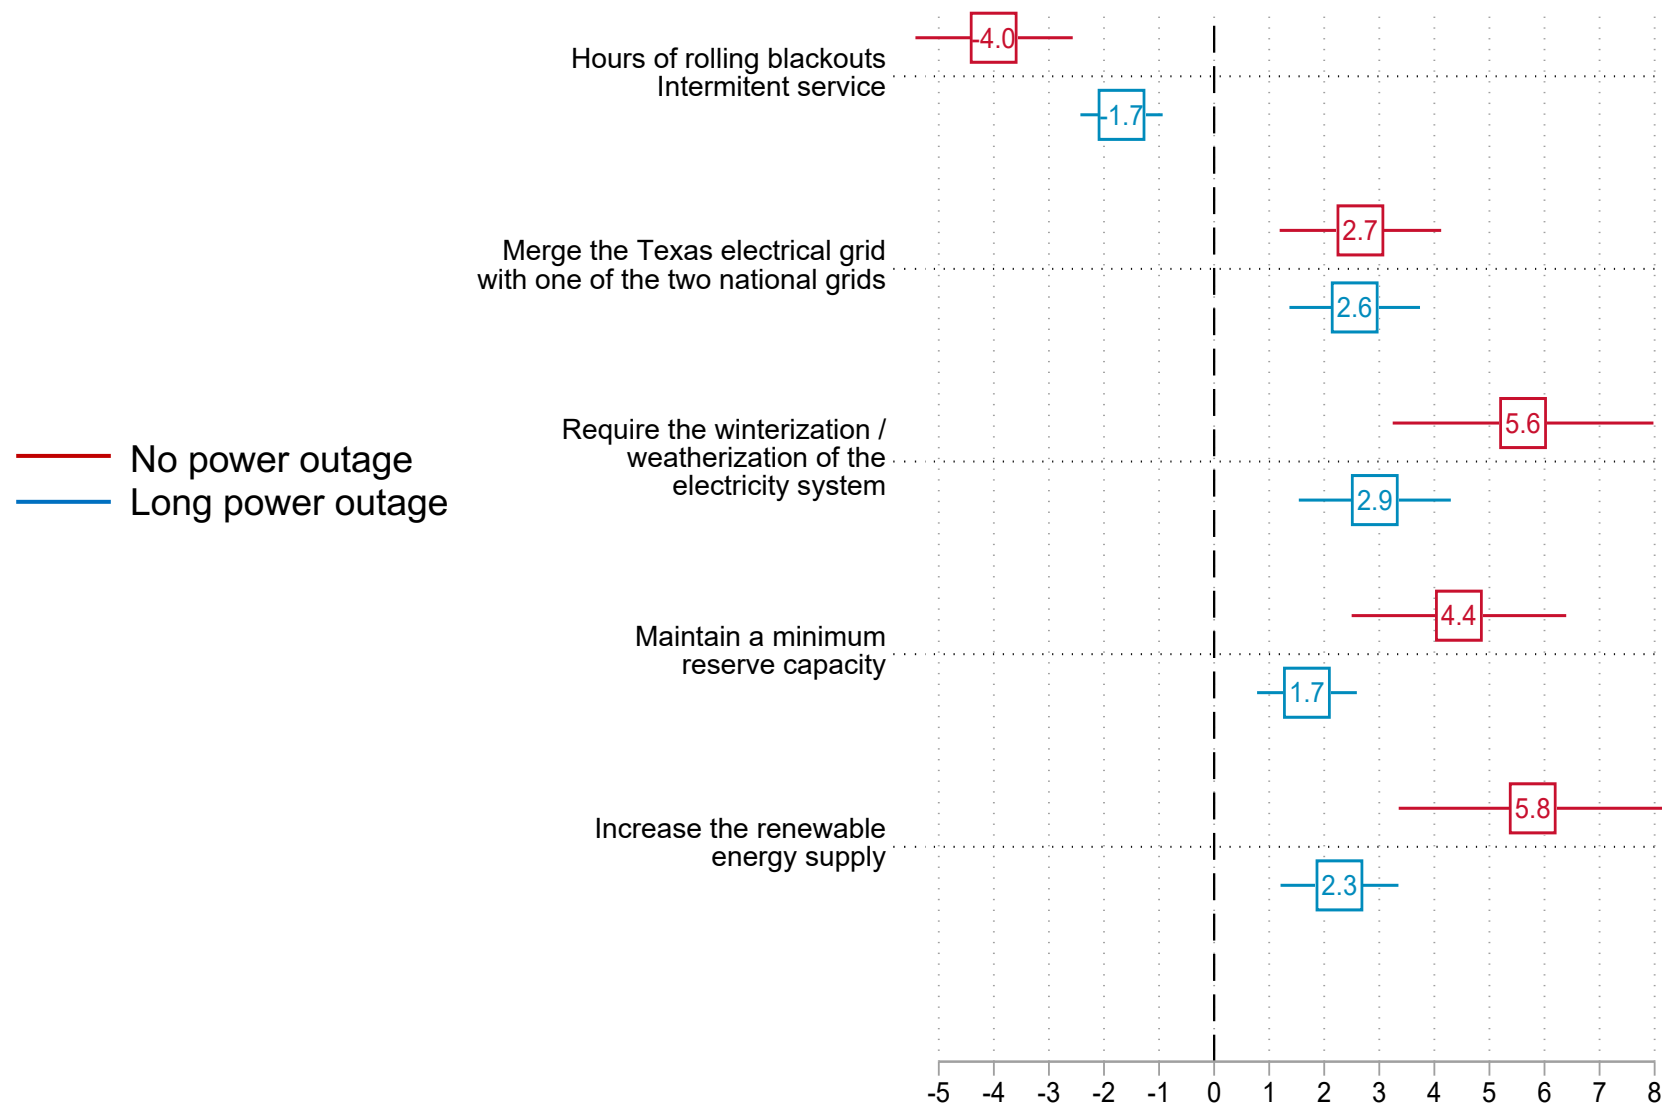 -4.0
Hours of rolling blackouts
Intermitent service
-1.7
2.7
Merge the Texas electrical grid
with one of the two national grids
2.6
5.6
Require the winterization /
weatherization of the
electricity system
2.9
No power outage
Long power outage
4.4
Maintain a minimum
reserve capacity
1.7
5.8
Increase the renewable
energy supply
2.3
-5 -4 -3 -2 -1 0 1 2 3 4 5 6 7 8